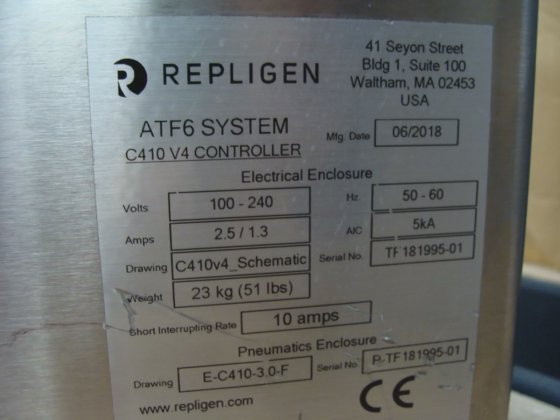 REPLIGEN
41 Seyon Street
Bldg 1, Suite 100
Waltham, MA 02453
USA
ATF6 SYSTEM
C410 V4 CONTROLLER
Mfg. Date 06/2018
Electrical Enclosure
Volts 100 - 240 Hz 50 - 60
Amps 2.5 / 1.3 AIC 5kA
Drawing C410v4_Schematic Serial No. TF181995-01
Weight 23 kg (51 lbs)
Short Interrupting Rate 10 amps
Pneumatics Enclosure
Drawing E-C410-3.0-F Serial No P-TF181995-01
www.repligen.com CE